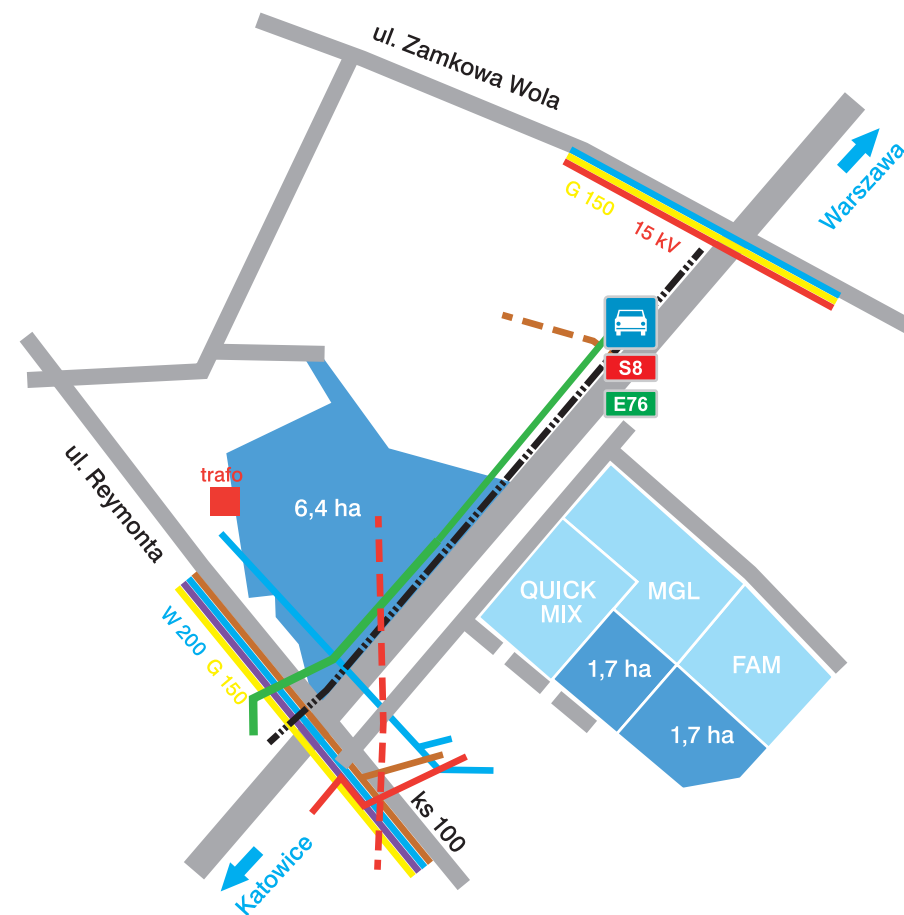 ul. Zamkowa Wola
Warszawa
G 150
15 kV
S8
E76
ul. Reymonta
trafo
6,4 ha
QUICK
MIX
MGL
FAM
1,7 ha
1,7 ha
W 200
G 150
ks 100
Katowice